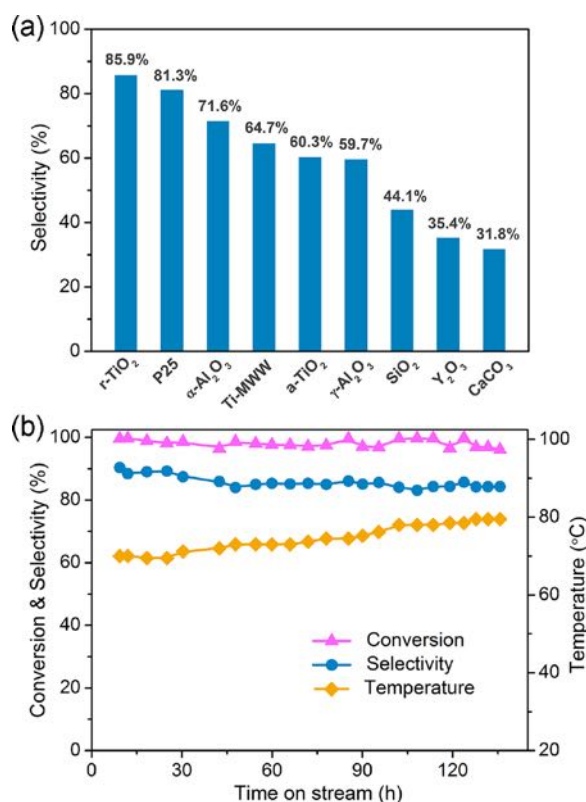 (a)
100
80
60
40
20
0
Selectivity (%)
85.9%
81.3%
71.6%
64.7%
60.3%
59.7%
44.1%
35.4%
31.8%
r-TiO₂
P25
α-Al₂O₃
Ti-MWW
a-TiO₂
γ-Al₂O₃
SiO₂
Y₂O₃
CaCO₃
(b)
100
80
60
40
20
0
Conversion & Selectivity (%)
Conversion
Selectivity
Temperature
100
80
60
40
20
Temperature (°C)
0 30 60 90 120
Time on stream (h)